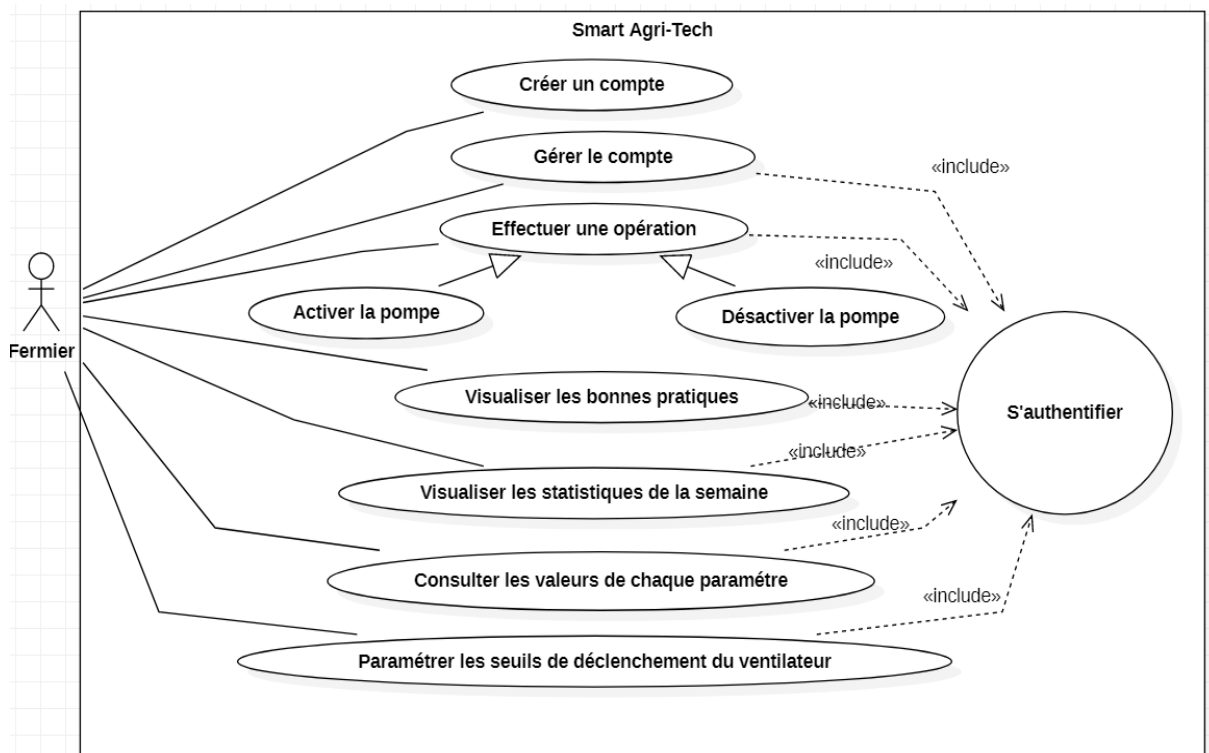 Smart Agri-Tech
Créer un compte
Gérer le compte
«include»
Effectuer une opération
«include»
Activer la pompe
Désactiver la pompe
Fermier
Visualiser les bonnes pratiques
«include»
S'authentifier
«include»
Visualiser les statistiques de la semaine
«include»
Consulter les valeurs de chaque paramétre
«include»
Paramétrer les seuils de déclenchement du ventilateur